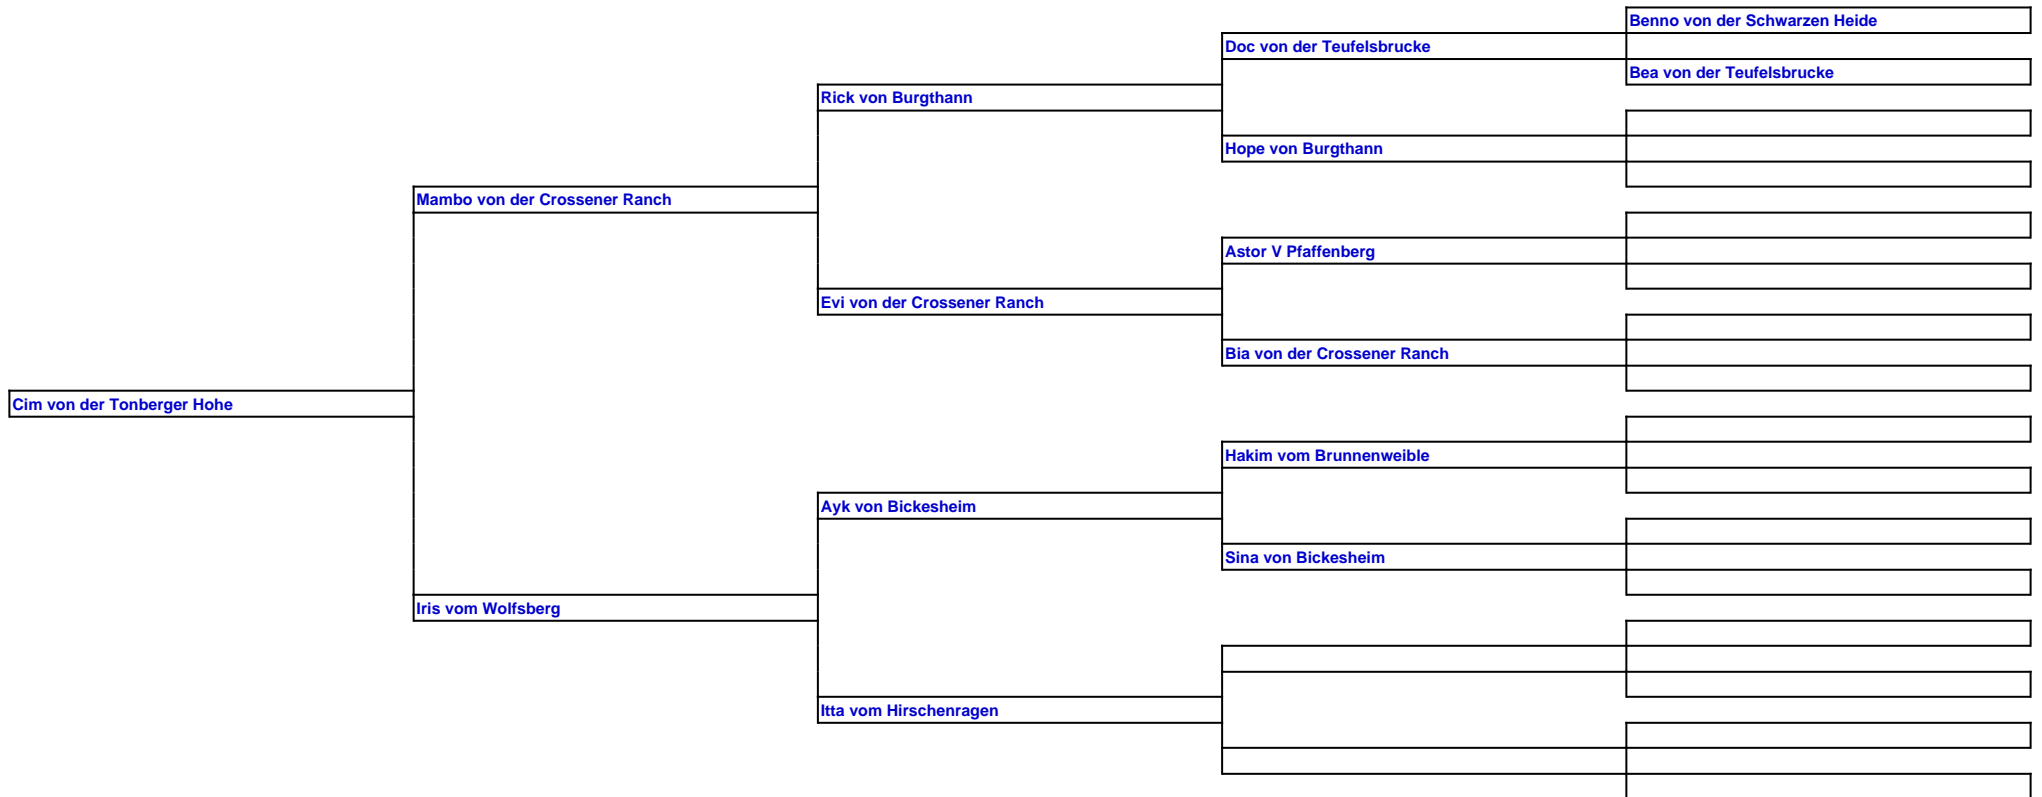 Benno von der Schwarzen Heide
Doc von der Teufelsbrucke
Bea von der Teufelsbrucke
Rick von Burgthann
Hope von Burgthann
Mambo von der Crossener Ranch
Astor V Pfaffenberg
Evi von der Crossener Ranch
Bia von der Crossener Ranch
Cim von der Tonberger Hohe
Hakim vom Brunnenweible
Ayk von Bickesheim
Sina von Bickesheim
Iris vom Wolfsberg
Itta vom Hirschenragen